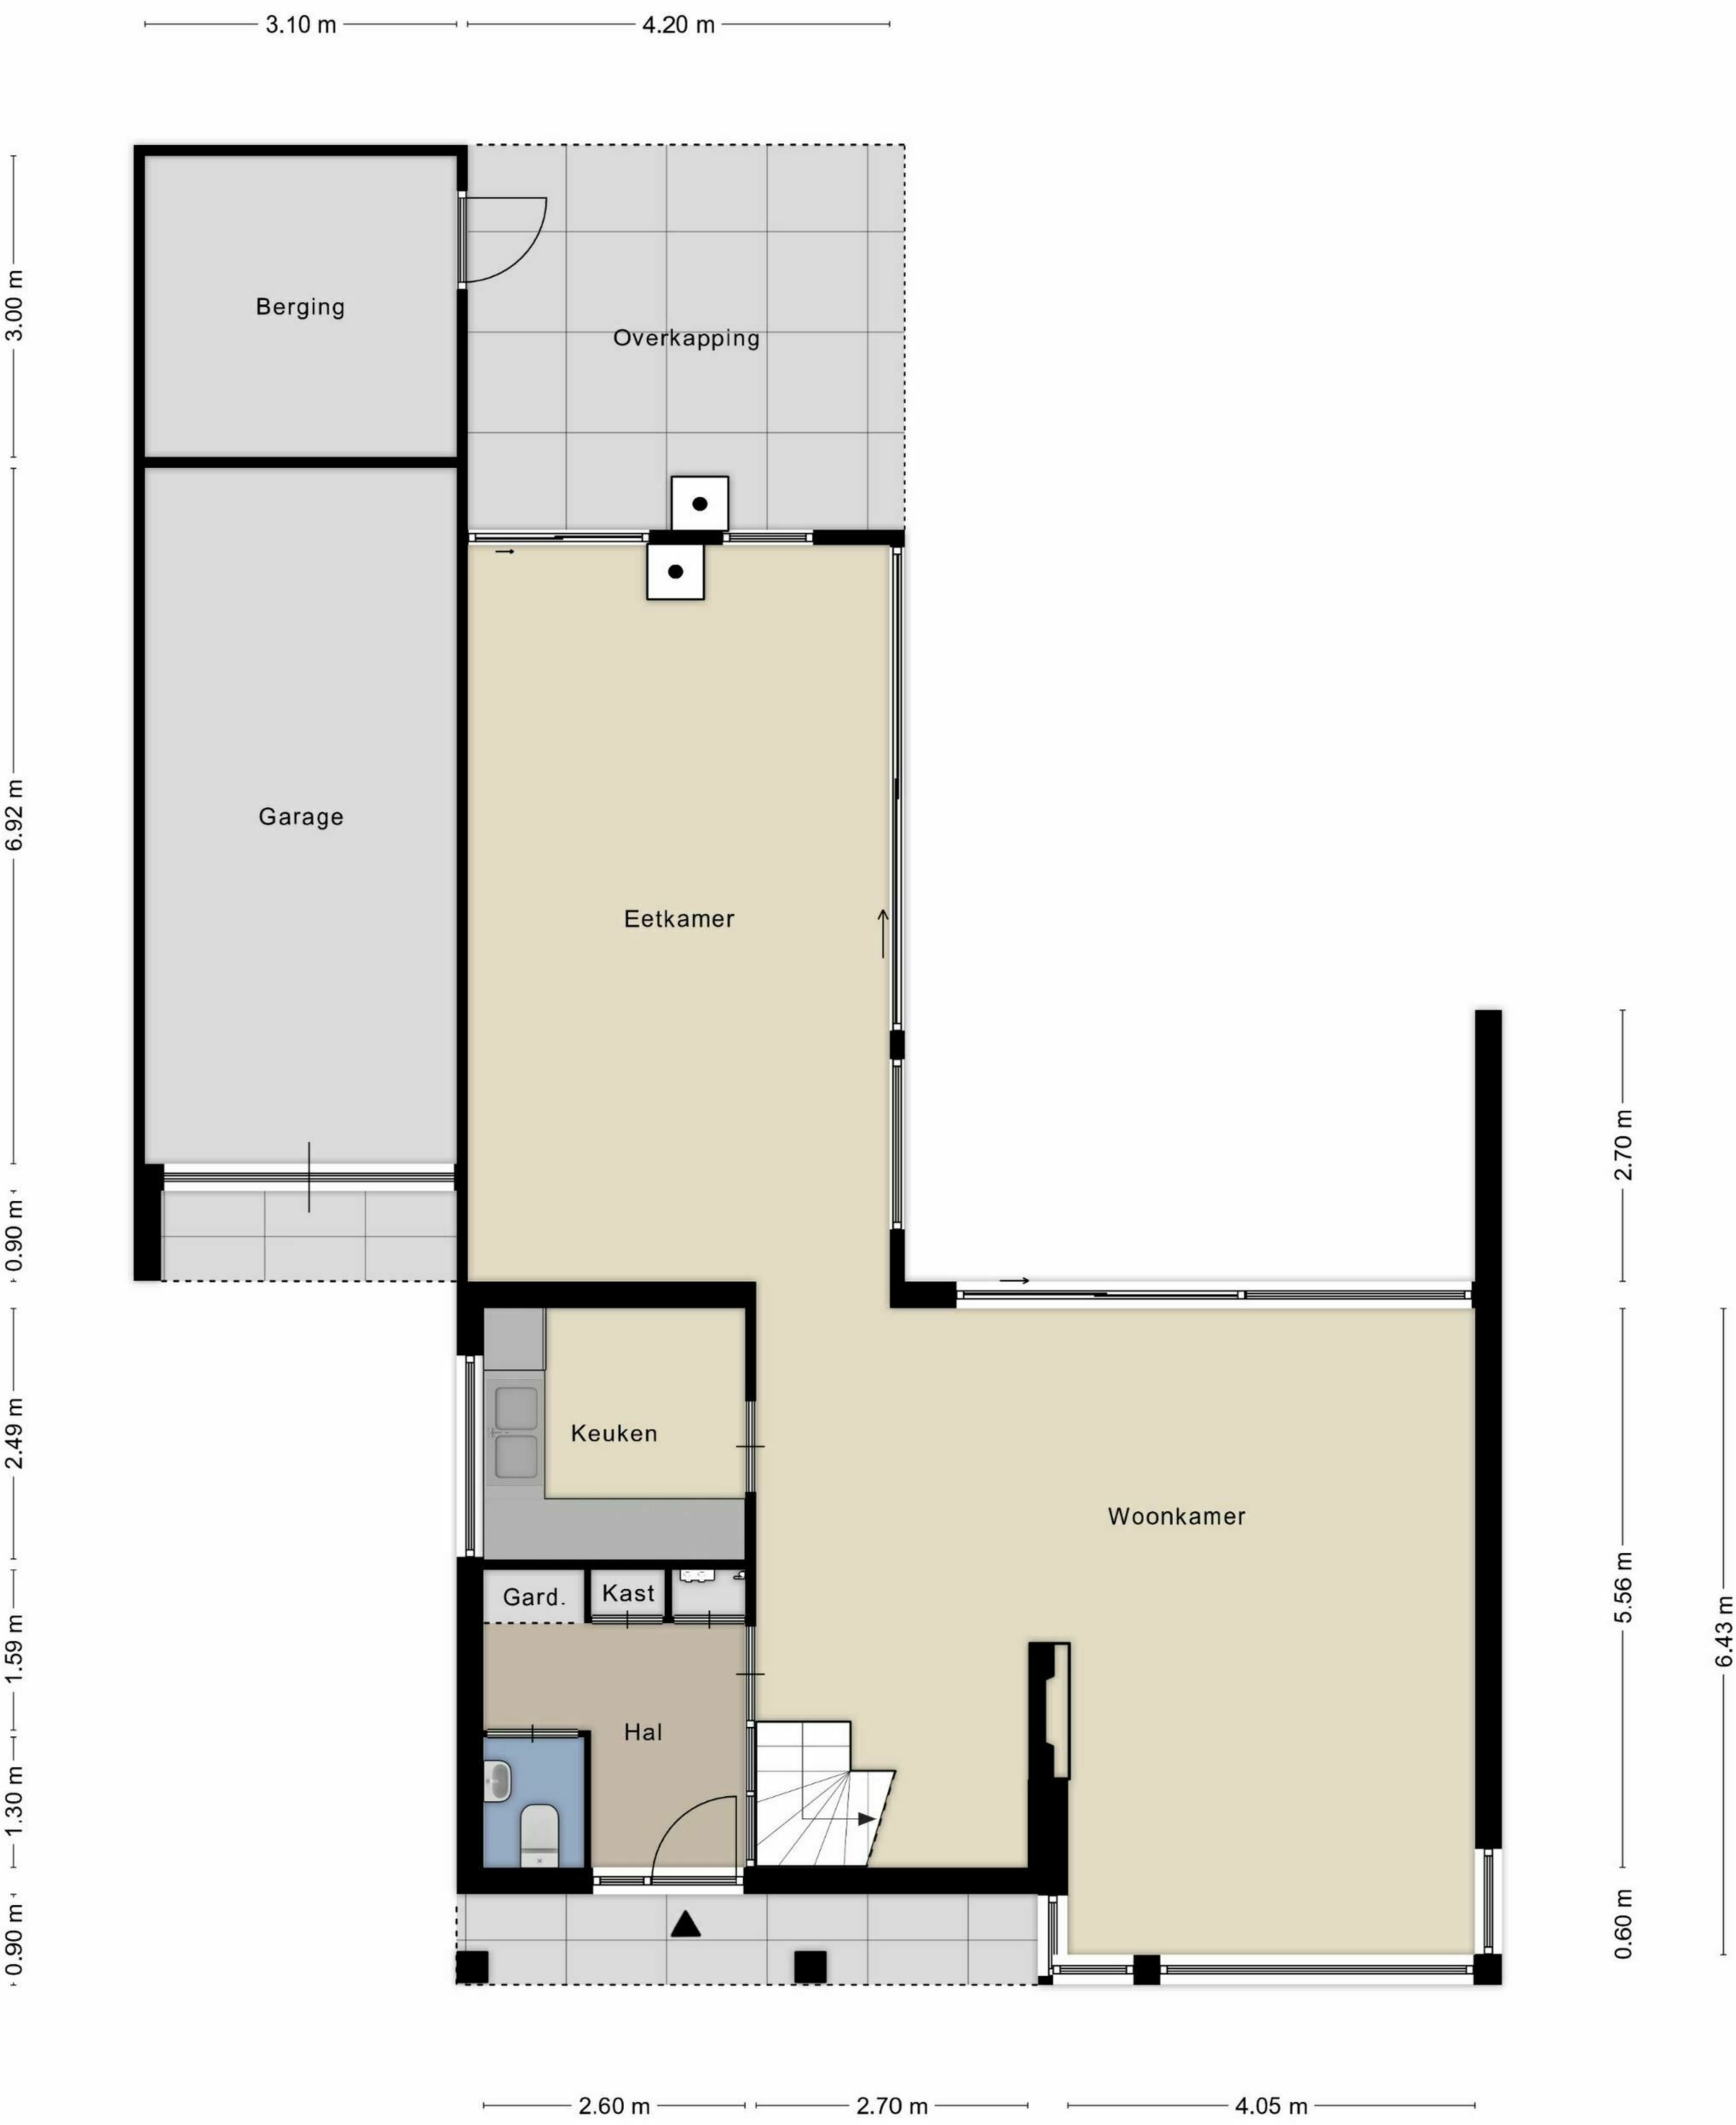 3.10 m
4.20 m
3.00 m
Berging
Overkapping
6.92 m
Garage
Eetkamer
2.70 m
0.90 m
2.49 m
Keuken
Woonkamer
5.56 m
6.43 m
Gard.
Kast
1.59 m
Hal
1.30 m
0.90 m
0.60 m
2.60 m
2.70 m
4.05 m